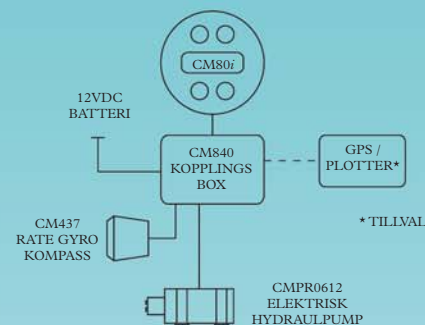 CM80i
12VDC
BATTERI
CM840
KOPPLINGS
BOX
GPS /
PLOTTER*
* TILLVAL
CM437
RATE GYRO
KOMPASS
CMPR0612
ELEKTRISK
HYDRAULPUMP